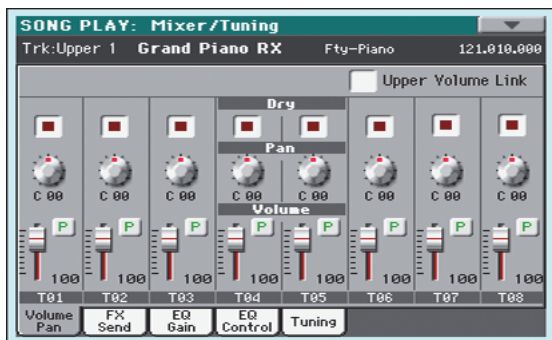 SONG PLAY: Mixer/Tuning
Trk:Upper 1 Grand Piano RX Fty-Piano 121.010.000
Upper Volume Link
Dry
Pan
C 00 C 00 C 00 C 00 C 00 C 00 C 00 C 00
Volume
P P P P P P P P
100 100 100 100 100 100 100 100
T01 T02 T03 T04 T05 T06 T07 T08
Volume Pan FX Send EQ Gain EQ Control Tuning